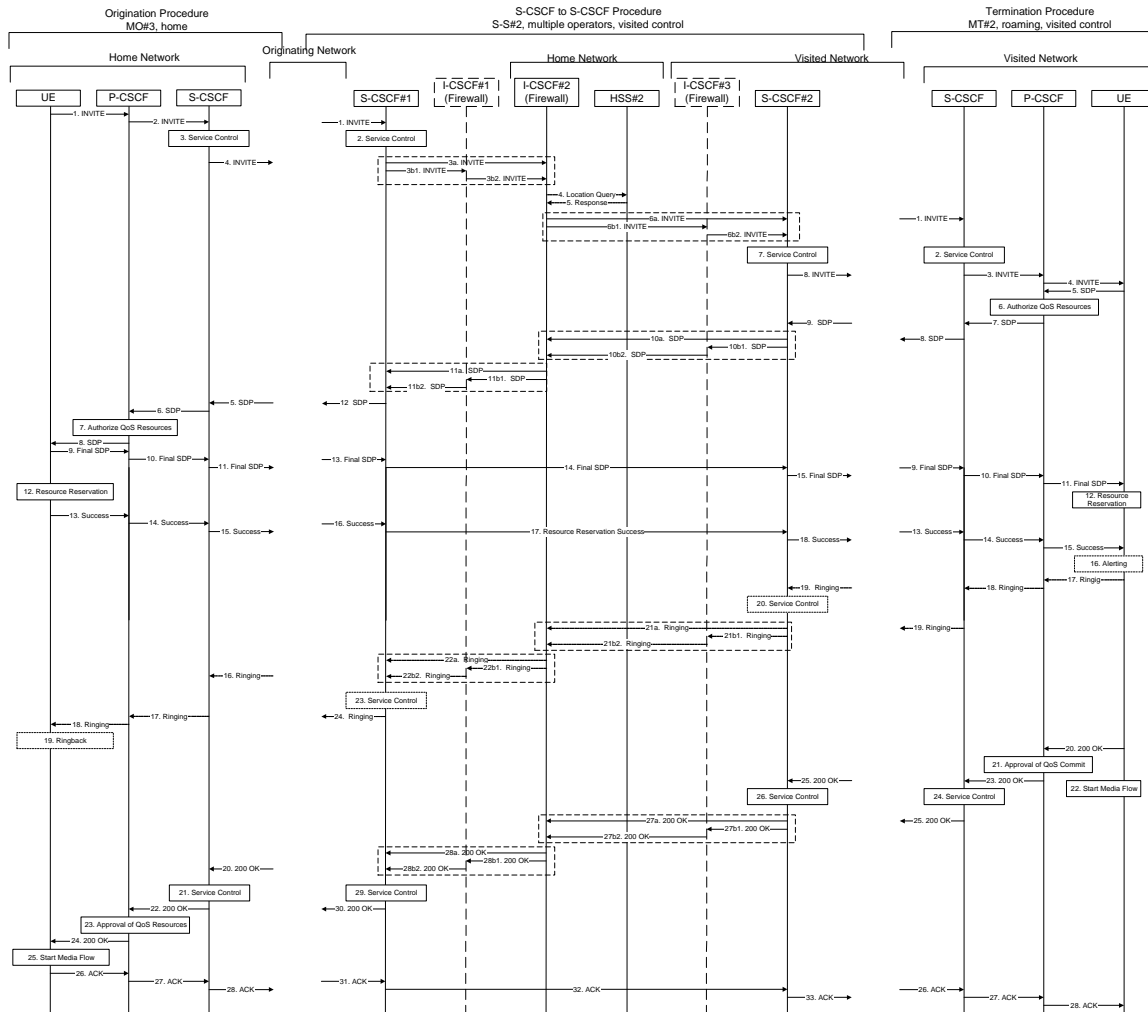 Origination Procedure
MO#3, home
S-CSCF to S-CSCF Procedure
S-S#2, multiple operators, visited control
Termination Procedure
MT#2, roaming, visited control
Originating Network
Home Network
Home Network
Visited Network
Visited Network
UE
P-CSCF
S-CSCF
S-CSCF#1
I-CSCF#1
(Firewall)
I-CSCF#2
(Firewall)
HSS#2
I-CSCF#3
(Firewall)
S-CSCF#2
S-CSCF
P-CSCF
UE
1. INVITE
2. INVITE
1. INVITE
3. Service Control
2. Service Control
4. INVITE
3a. INVITE
3b1. INVITE
3b2. INVITE
4. Location Query
5. Response
6a. INVITE
1. INVITE
6b1. INVITE
6b2. INVITE
7. Service Control
2. Service Control
8. INVITE
3. INVITE
4. INVITE
5. SDP
6. Authorize QoS Resources
9. SDP
7. SDP
10a. SDP
8. SDP
10b1. SDP
10b2. SDP
11a. SDP
11b1. SDP
11b2. SDP
5. SDP
12 SDP
6. SDP
7. Authorize QoS Resources
8. SDP
9. Final SDP
10. Final SDP
13. Final SDP
11. Final SDP
14. Final SDP
9. Final SDP
15. Final SDP
10. Final SDP
11. Final SDP
12. Resource Reservation
12. Resource
Reservation
13. Success
14. Success
16. Success
15. Success
17. Resource Reservation Success
13. Success
18. Success
14. Success
15. Success
16. Alerting
17. Ringig
19. Ringing
18. Ringing
20. Service Control
21a. Ringing
19. Ringing
21b1. Ringing
21b2. Ringing
22a. Ringing
22b1. Ringing
16. Ringing
22b2. Ringing
23. Service Control
17. Ringing
24. Ringing
18. Ringing
19. Ringback
20. 200 OK
21. Approval of QoS Commit
25. 200 OK
23. 200 OK
22. Start Media Flow
26. Service Control
24. Service Control
27a. 200 OK
25. 200 OK
27b1. 200 OK
27b2. 200 OK
28a. 200 OK
28b1. 200 OK
20. 200 OK
28b2. 200 OK
21. Service Control
29. Service Control
22. 200 OK
30. 200 OK
23. Approval of QoS Resources
24. 200 OK
25. Start Media Flow
26. ACK
27. ACK
31. ACK
28. ACK
32. ACK
26. ACK
33. ACK
27. ACK
28. ACK